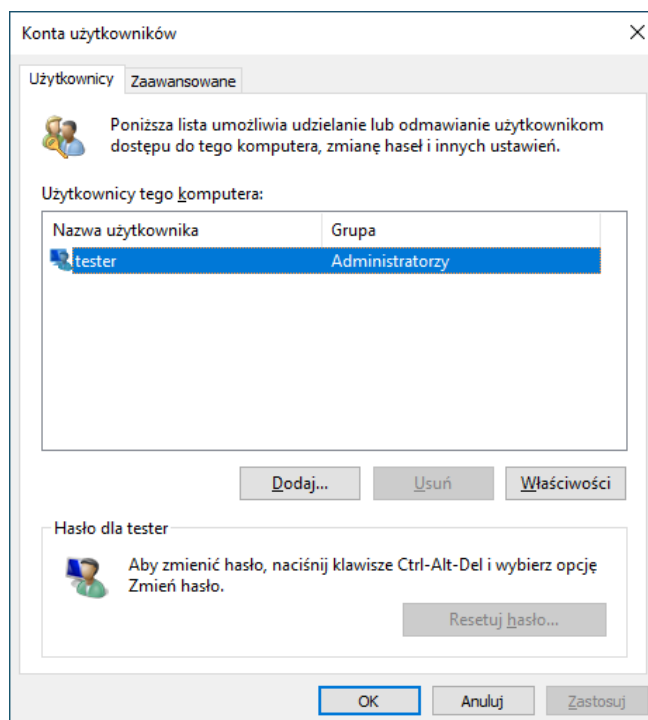 Konta użytkowników
Użytkownicy Zaawansowane
Poniższa lista umożliwia udzielanie lub odmawianie użytkownikom
dostępu do tego komputera, zmianę haseł i innych ustawień.
Użytkownicy tego komputera:
Nazwa użytkownika Grupa
tester Administratorzy
Dodaj... Usuń Właściwości
Hasło dla tester
Aby zmienić hasło, naciśnij klawisze Ctrl-Alt-Del i wybierz opcję
Zmień hasło.
Resetuj hasło...
OK Anuluj Zastosuj